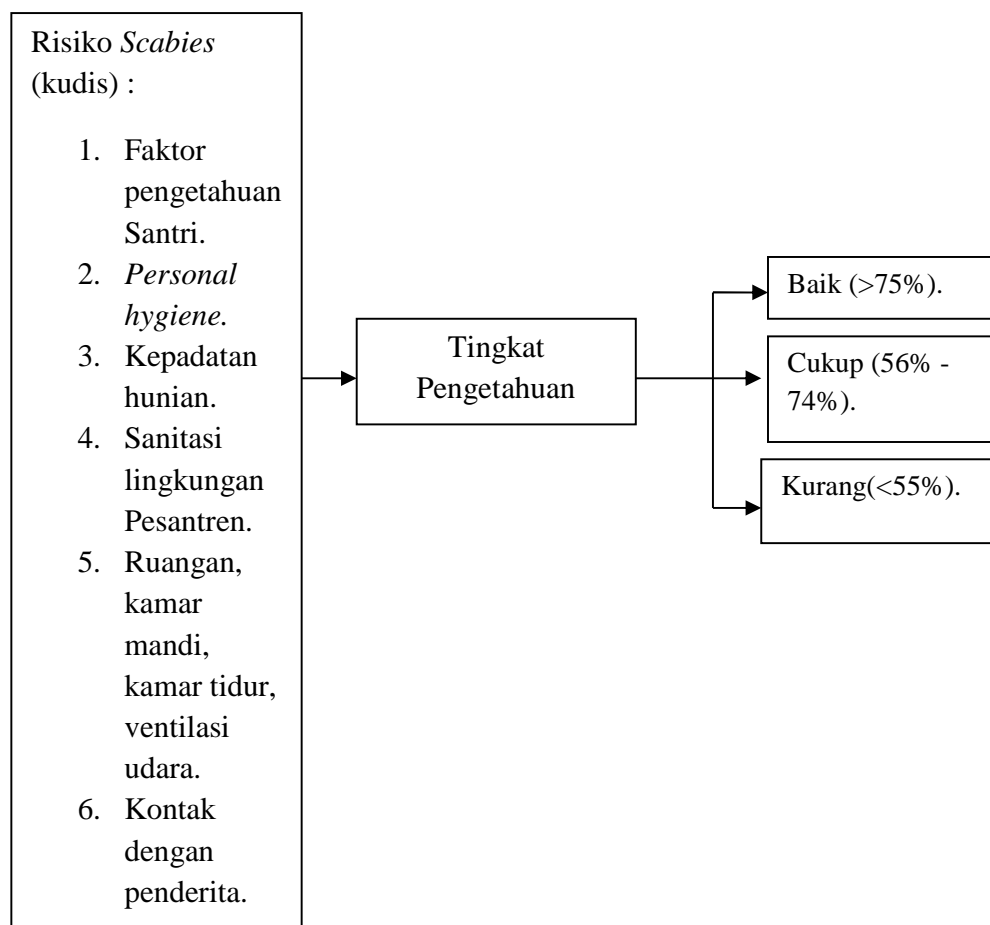 Risiko Scabies
(kudis) :
1. Faktor
pengetahuan
Santri.
2. Personal
hygiene.
3. Kepadatan
hunian.
4. Sanitasi
lingkungan
Pesantren.
5. Ruangan,
kamar
mandi,
kamar tidur,
ventilasi
udara.
6. Kontak
dengan
penderita.
Tingkat
Pengetahuan
Baik (>75%).
Cukup (56% -
74%).
Kurang(<55%).